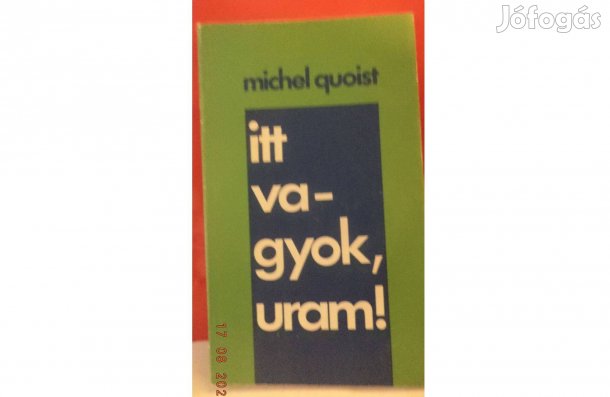 Jófogás
michel quoist
itt
va-
gyok,
uram!